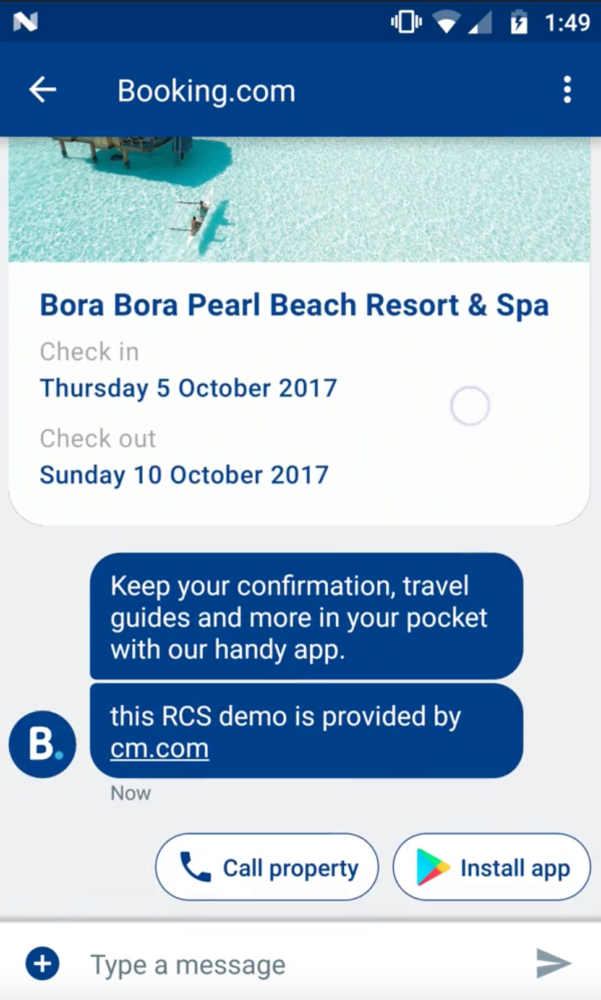 1:49
Booking.com
Bora Bora Pearl Beach Resort & Spa
Check in
Thursday 5 October 2017
Check out
Sunday 10 October 2017
Keep your confirmation, travel
guides and more in your pocket
with our handy app.
this RCS demo is provided by
cm.com
B.
Now
Call property
Install app
Type a message